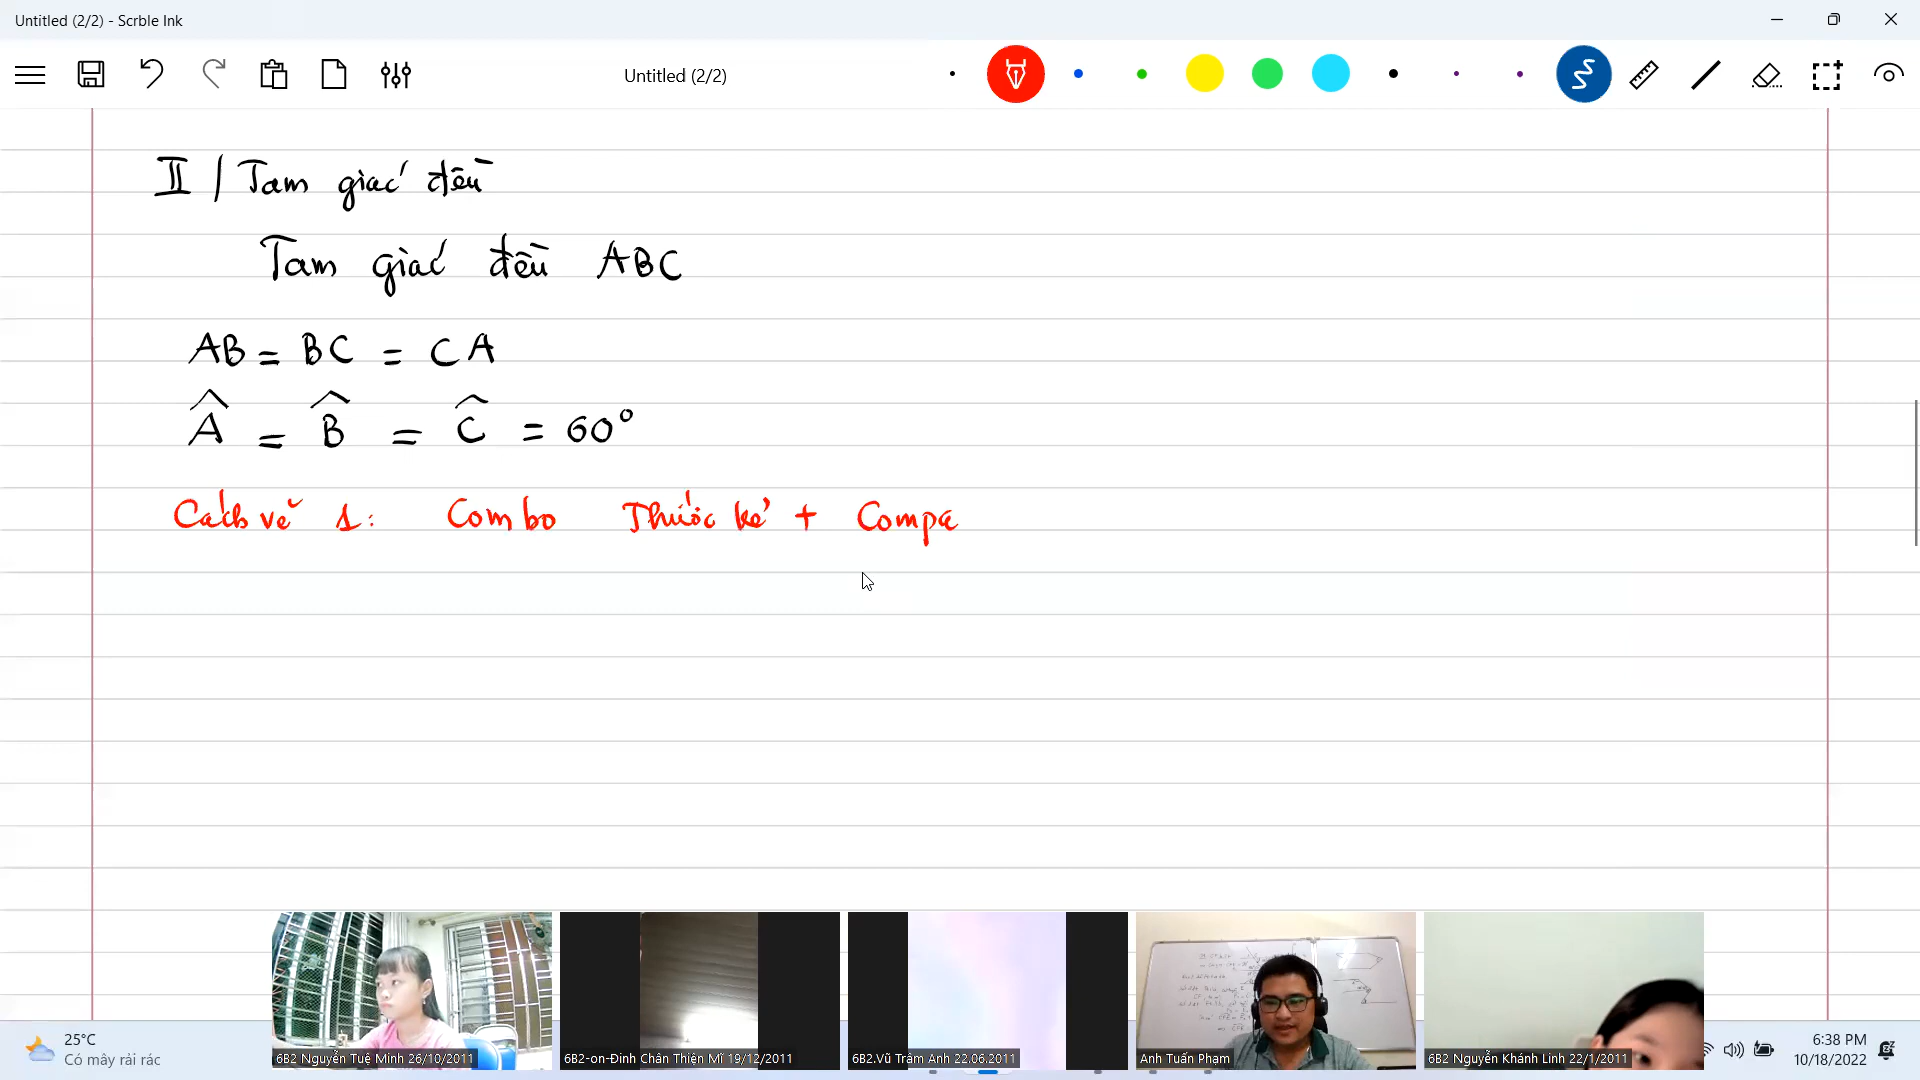 Untitled (2/2) - Scrble Ink
Untitled (2/2)
II / Tam giác đều
Tam giác đều ABC
AB = BC = CA
Â = B̂ = Ĉ = 60°
Cách vẽ 1: Combo Thước kẻ + Compa
6B2 Nguyễn Tuệ Minh 26/10/2011
6B2-on-Đinh Chân Thiện Mĩ 19/12/2011
6B2.Vũ Trâm Anh 22.06.2011
Anh Tuấn Phạm
6B2 Nguyễn Khánh Linh 22/1/2011
25°C
Có mây rải rác
6:38 PM
10/18/2022